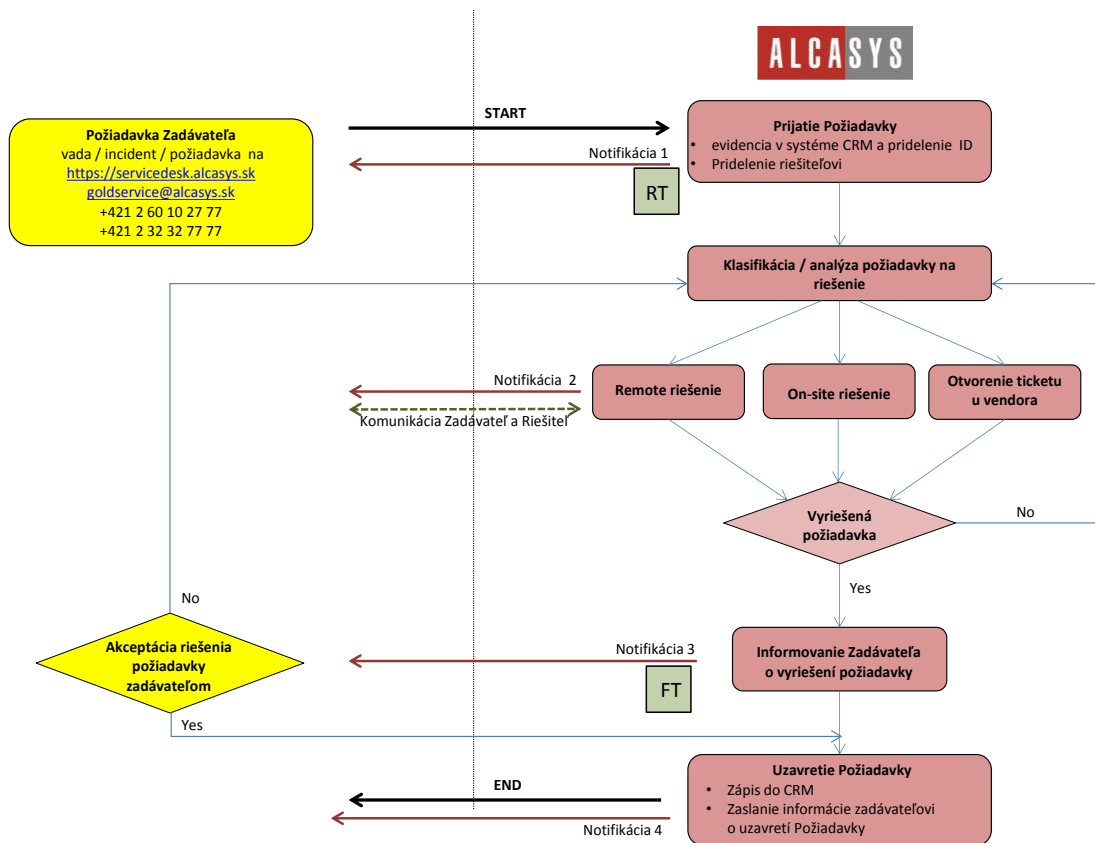 ALCASYS
START
Požiadavka Zadávateľa
vada / incident / požiadavka na
https://servicedesk.alcasys.sk
goldservice@alcasys.sk
+421 2 60 10 27 77
+421 2 32 32 77 77
Prijatie Požiadavky
• evidencia v systéme CRM a pridelenie ID
• Pridelenie riešiteľovi
Notifikácia 1
RT
Klasifikácia / analýza požiadavky na
riešenie
Notifikácia 2
Komunikácia Zadávateľ a Riešiteľ
Remote riešenie
On-site riešenie
Otvorenie ticketu
u vendora
Vyriešená
požiadavka
No
Yes
No
Akceptácia riešenia
požiadavky
zadávateľom
Yes
Notifikácia 3
FT
Informovanie Zadávateľa
o vyriešení požiadavky
END
Notifikácia 4
Uzavretie Požiadavky
• Zápis do CRM
• Zaslanie informácie zadávateľovi
o uzavretí Požiadavky